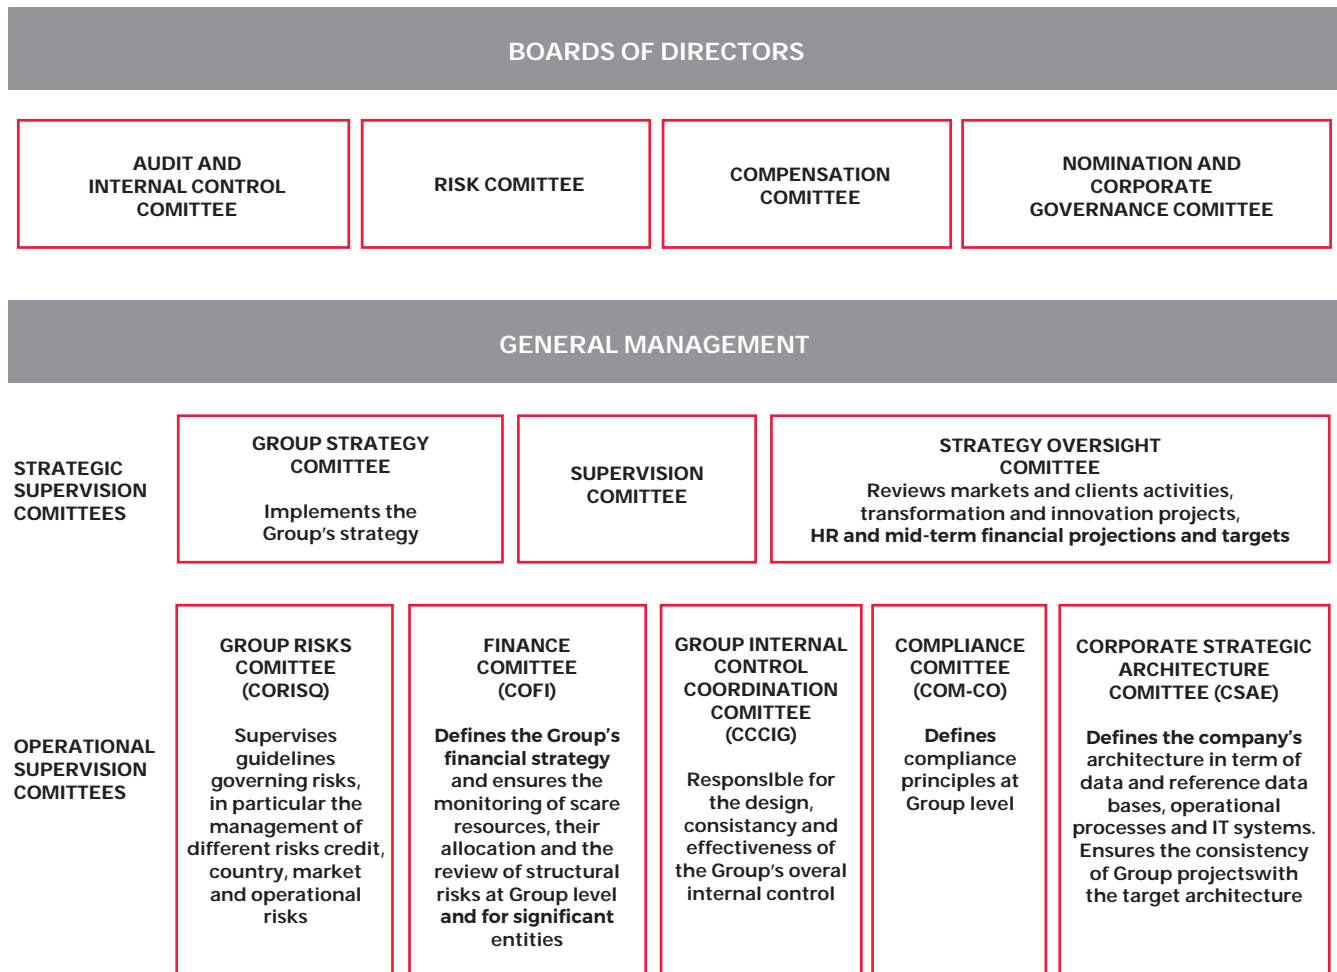 BOARDS OF DIRECTORS
AUDIT AND
INTERNAL CONTROL
COMITTEE
RISK COMITTEE
COMPENSATION
COMITTEE
NOMINATION AND
CORPORATE
GOVERNANCE COMITTEE
GENERAL MANAGEMENT
STRATEGIC
SUPERVISION
COMITTEES
GROUP STRATEGY
COMITTEE
Implements the
Group's strategy
SUPERVISION
COMITTEE
STRATEGY OVERSIGHT
COMITTEE
Reviews markets and clients activities,
transformation and innovation projects,
HR and mid-term financial projections and targets
OPERATIONAL
SUPERVISION
COMITTEES
GROUP RISKS
COMITTEE
(CORISQ)
Supervises
guidelines
governing risks,
in particular the
management of
different risks credit,
country, market
and operational
risks
FINANCE
COMITTEE
(COFI)
Defines the Group's
financial strategy
and ensures the
monitoring of scare
resources, their
allocation and the
review of structural
risks at Group level
and for significant
entities
GROUP INTERNAL
CONTROL
COORDINATION
COMITTEE
(CCCIG)
ResponsIble for
the design,
consistancy and
effectiveness of
the Group's overal
internal control
COMPLIANCE
COMITTEE
(COM-CO)
Defines
compliance
principles at
Group level
CORPORATE STRATEGIC
ARCHITECTURE
COMITTEE (CSAE)
Defines the company's
architecture in term of
data and reference data
bases, operational
processes and IT systems.
Ensures the consistency
of Group projectswith
the target architecture